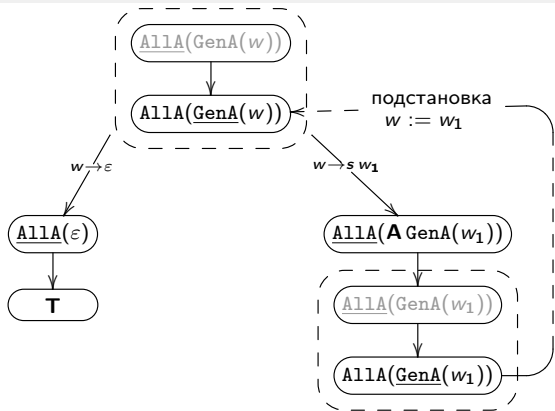 AllA(GenA(w))
AllA(GenA(w))
подстановка
w := w₁
w→ε
w→s w₁
AllA(ε)
AllA(A GenA(w₁))
T
AllA(GenA(w₁))
AllA(GenA(w₁))